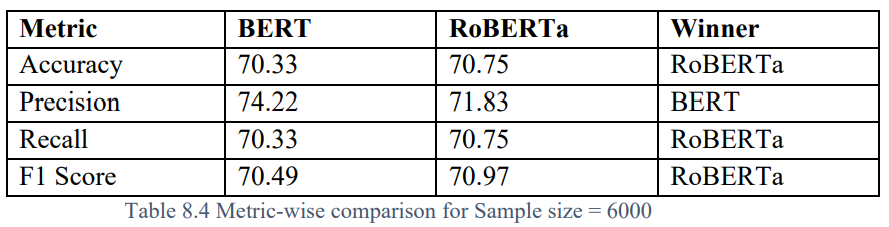 Metric BERT RoBERTa Winner
Accuracy 70.33 70.75 RoBERTa
Precision 74.22 71.83 BERT
Recall 70.33 70.75 RoBERTa
F1 Score 70.49 70.97 RoBERTa
Table 8.4 Metric-wise comparison for Sample size = 6000